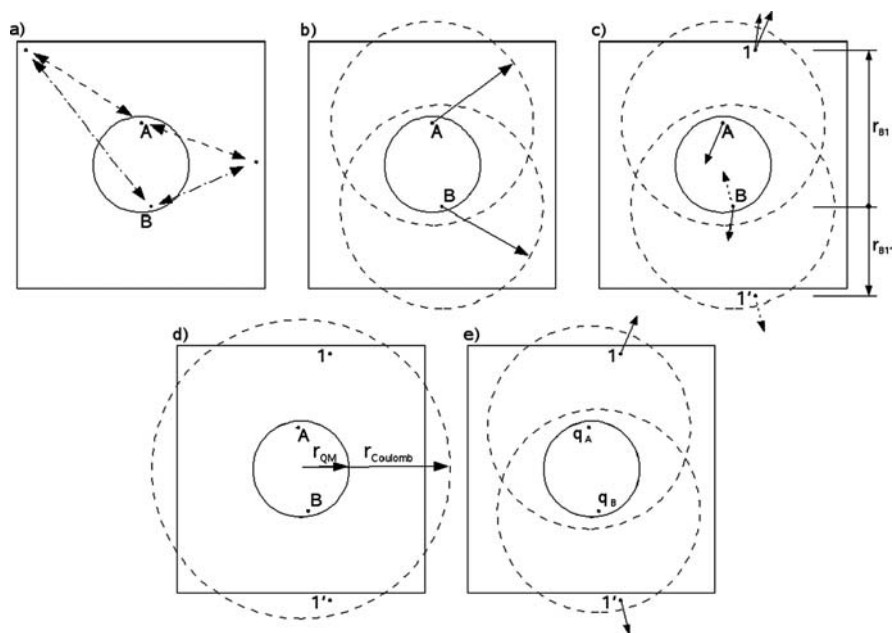 a)
A
B
b)
A
B
c)
1
A
B
1'
r_B1
r_B1'
d)
1
A
r_QM
r_Coulomb
B
1'
e)
1
q_A
q_B
1'